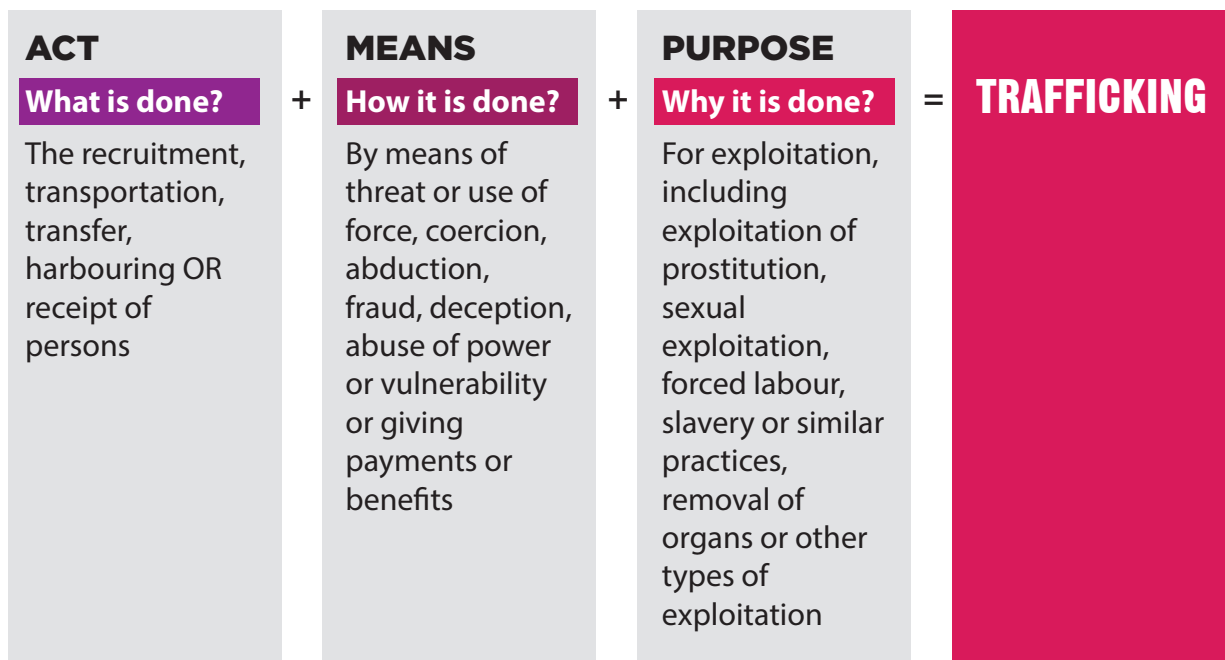 ACT
What is done?
The recruitment,
transportation,
transfer,
harbouring OR
receipt of
persons
+
MEANS
How it is done?
By means of
threat or use of
force, coercion,
abduction,
fraud, deception,
abuse of power
or vulnerability
or giving
payments or
benefits
+
PURPOSE
Why it is done?
For exploitation,
including
exploitation of
prostitution,
sexual
exploitation,
forced labour,
slavery or similar
practices,
removal of
organs or other
types of
exploitation
=
TRAFFICKING